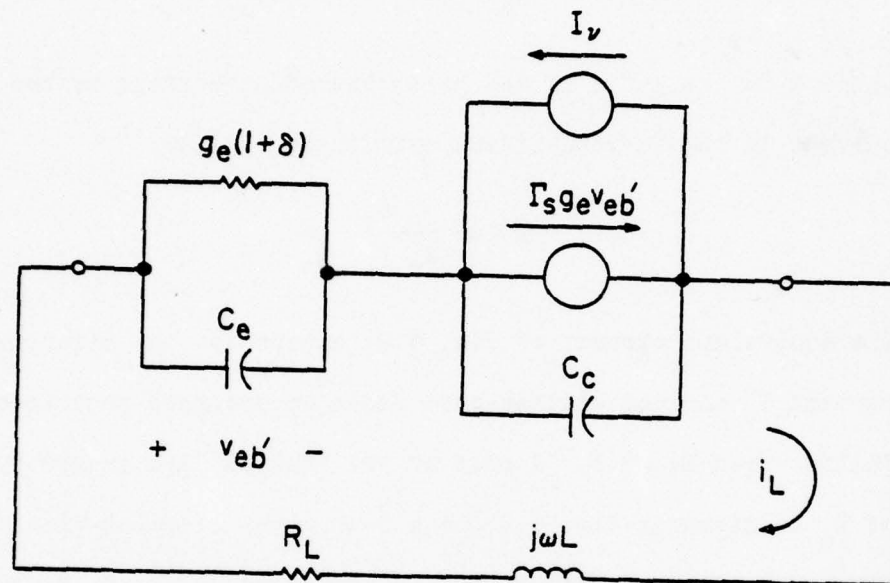 I_ν
g_e(1+δ)
Γ_s g_e v_eb′
C_e
C_c
+ v_eb′ −
i_L
R_L
jωL